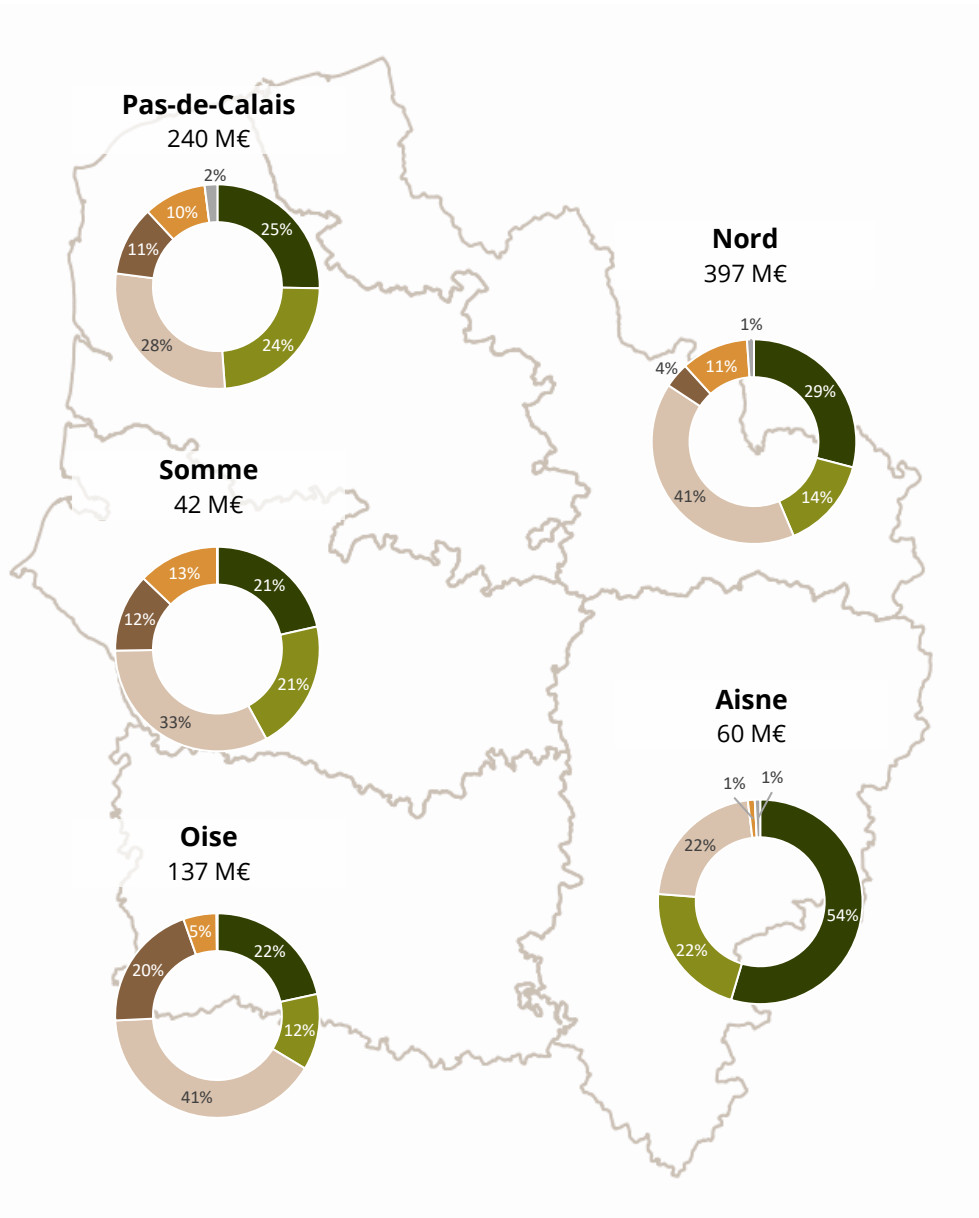 Pas-de-Calais
240 M€
2%
10%
25%
11%
28%
24%
Nord
397 M€
1%
4%
11%
29%
41%
14%
Somme
42 M€
13%
21%
12%
21%
33%
Aisne
60 M€
1%
1%
22%
54%
22%
Oise
137 M€
5%
22%
20%
12%
41%